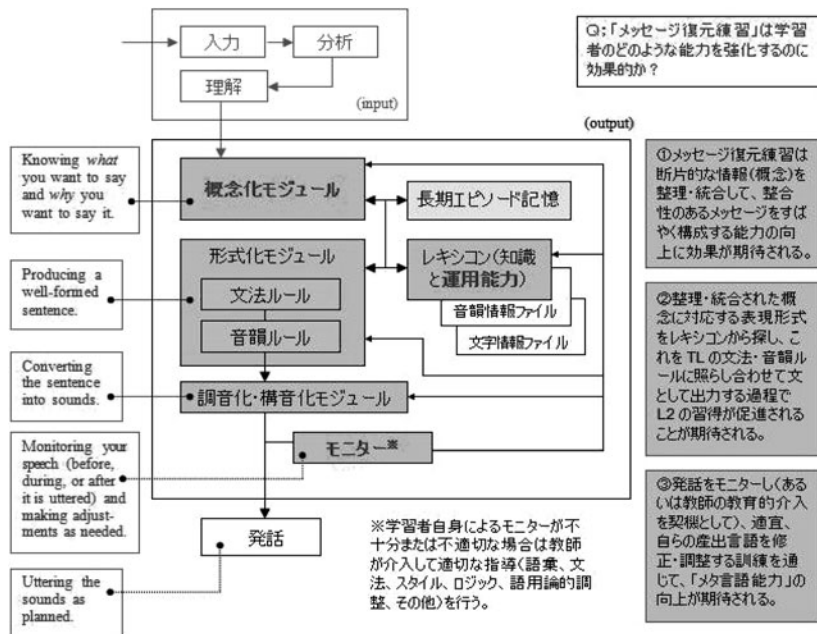 入力
分析
理解
(input)
Q;「メッセージ復元練習」は学習
者のどのような能力を強化するのに
効果的か？
(output)
Knowing what
you want to say
and why you
want to say it.
Producing a
well-formed
sentence.
Converting
the sentence
into sounds.
Monitoring your
speech (before,
during, or after
it is uttered) and
making adjust-
ments as needed.
Uttering the
sounds as
planned.
概念化モジュール
長期エピソード記憶
形式化モジュール
文法ルール
音韻ルール
レキシコン(知識
と運用能力)
音韻情報ファイル
文字情報ファイル
調音化・構音化モジュール
モニター※
発話
※学習者自身によるモニターが不
十分または不適切な場合は教師
が介入して適切な指導(語彙、文
法、スタイル、ロジック、語用論的調
整、その他)を行う。
①メッセージ復元練習は
断片的な情報(概念)を
整理・統合して、整合
性のあるメッセージをすば
やく構成する能力の向
上に効果が期待される。
②整理・統合された概
念に対応する表現形式
をレキシコンから探し、こ
れをTLの文法・音韻ル
ールに照らし合わせて文
として出力する過程で
L2の習得が促進される
ことが期待される。
③発話をモニターし(ある
いは教師の教育的介入
を契機として)、適宜、
自らの産出言語を修
正・調整する訓練を通
じて、「メタ言語能力」の
向上が期待される。